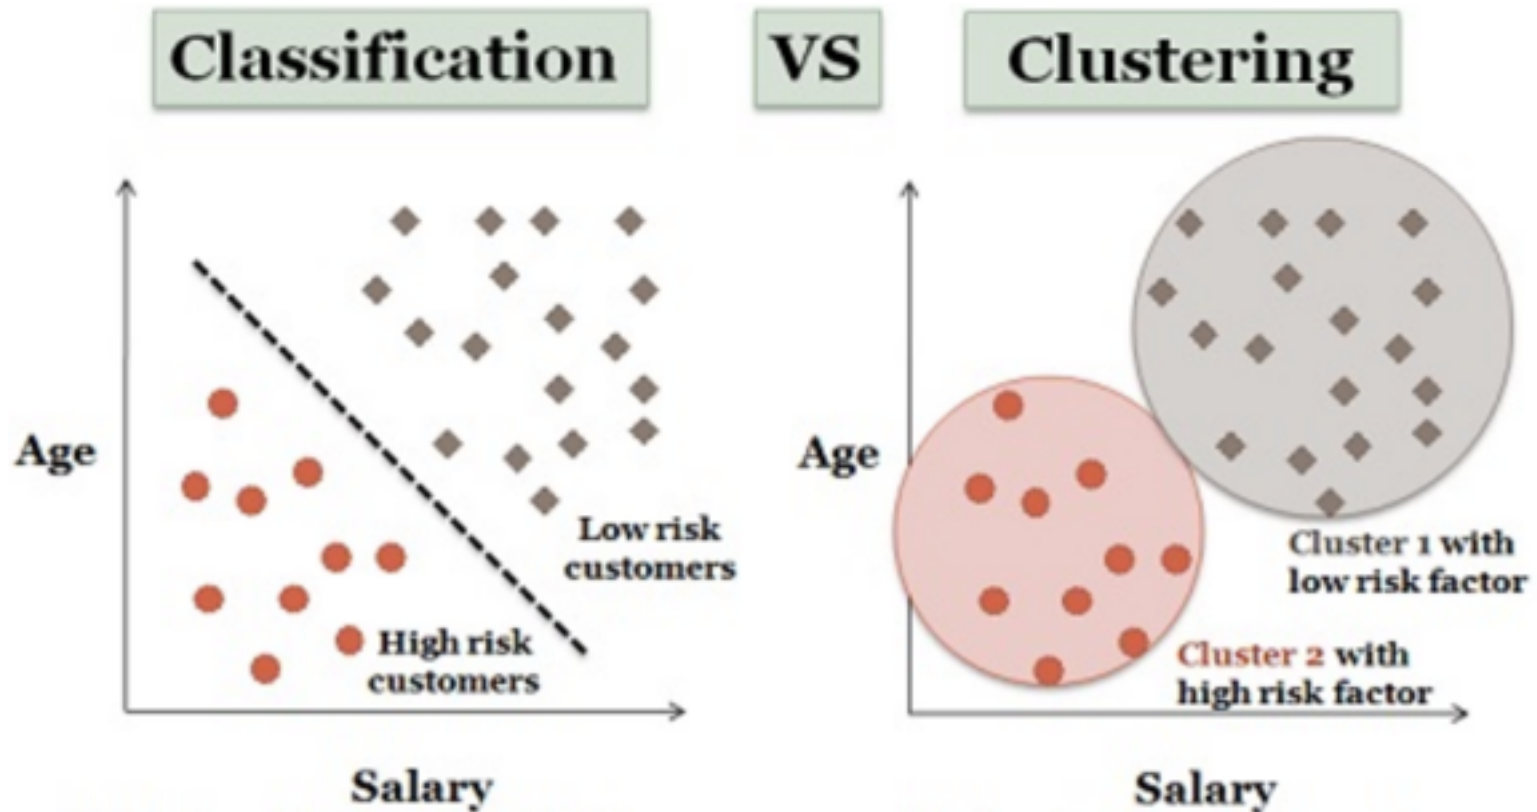 Classification
VS
Clustering
Age
Low risk
customers
High risk
customers
Salary
Age
Cluster 1 with
low risk factor
Cluster 2 with
high risk factor
Salary